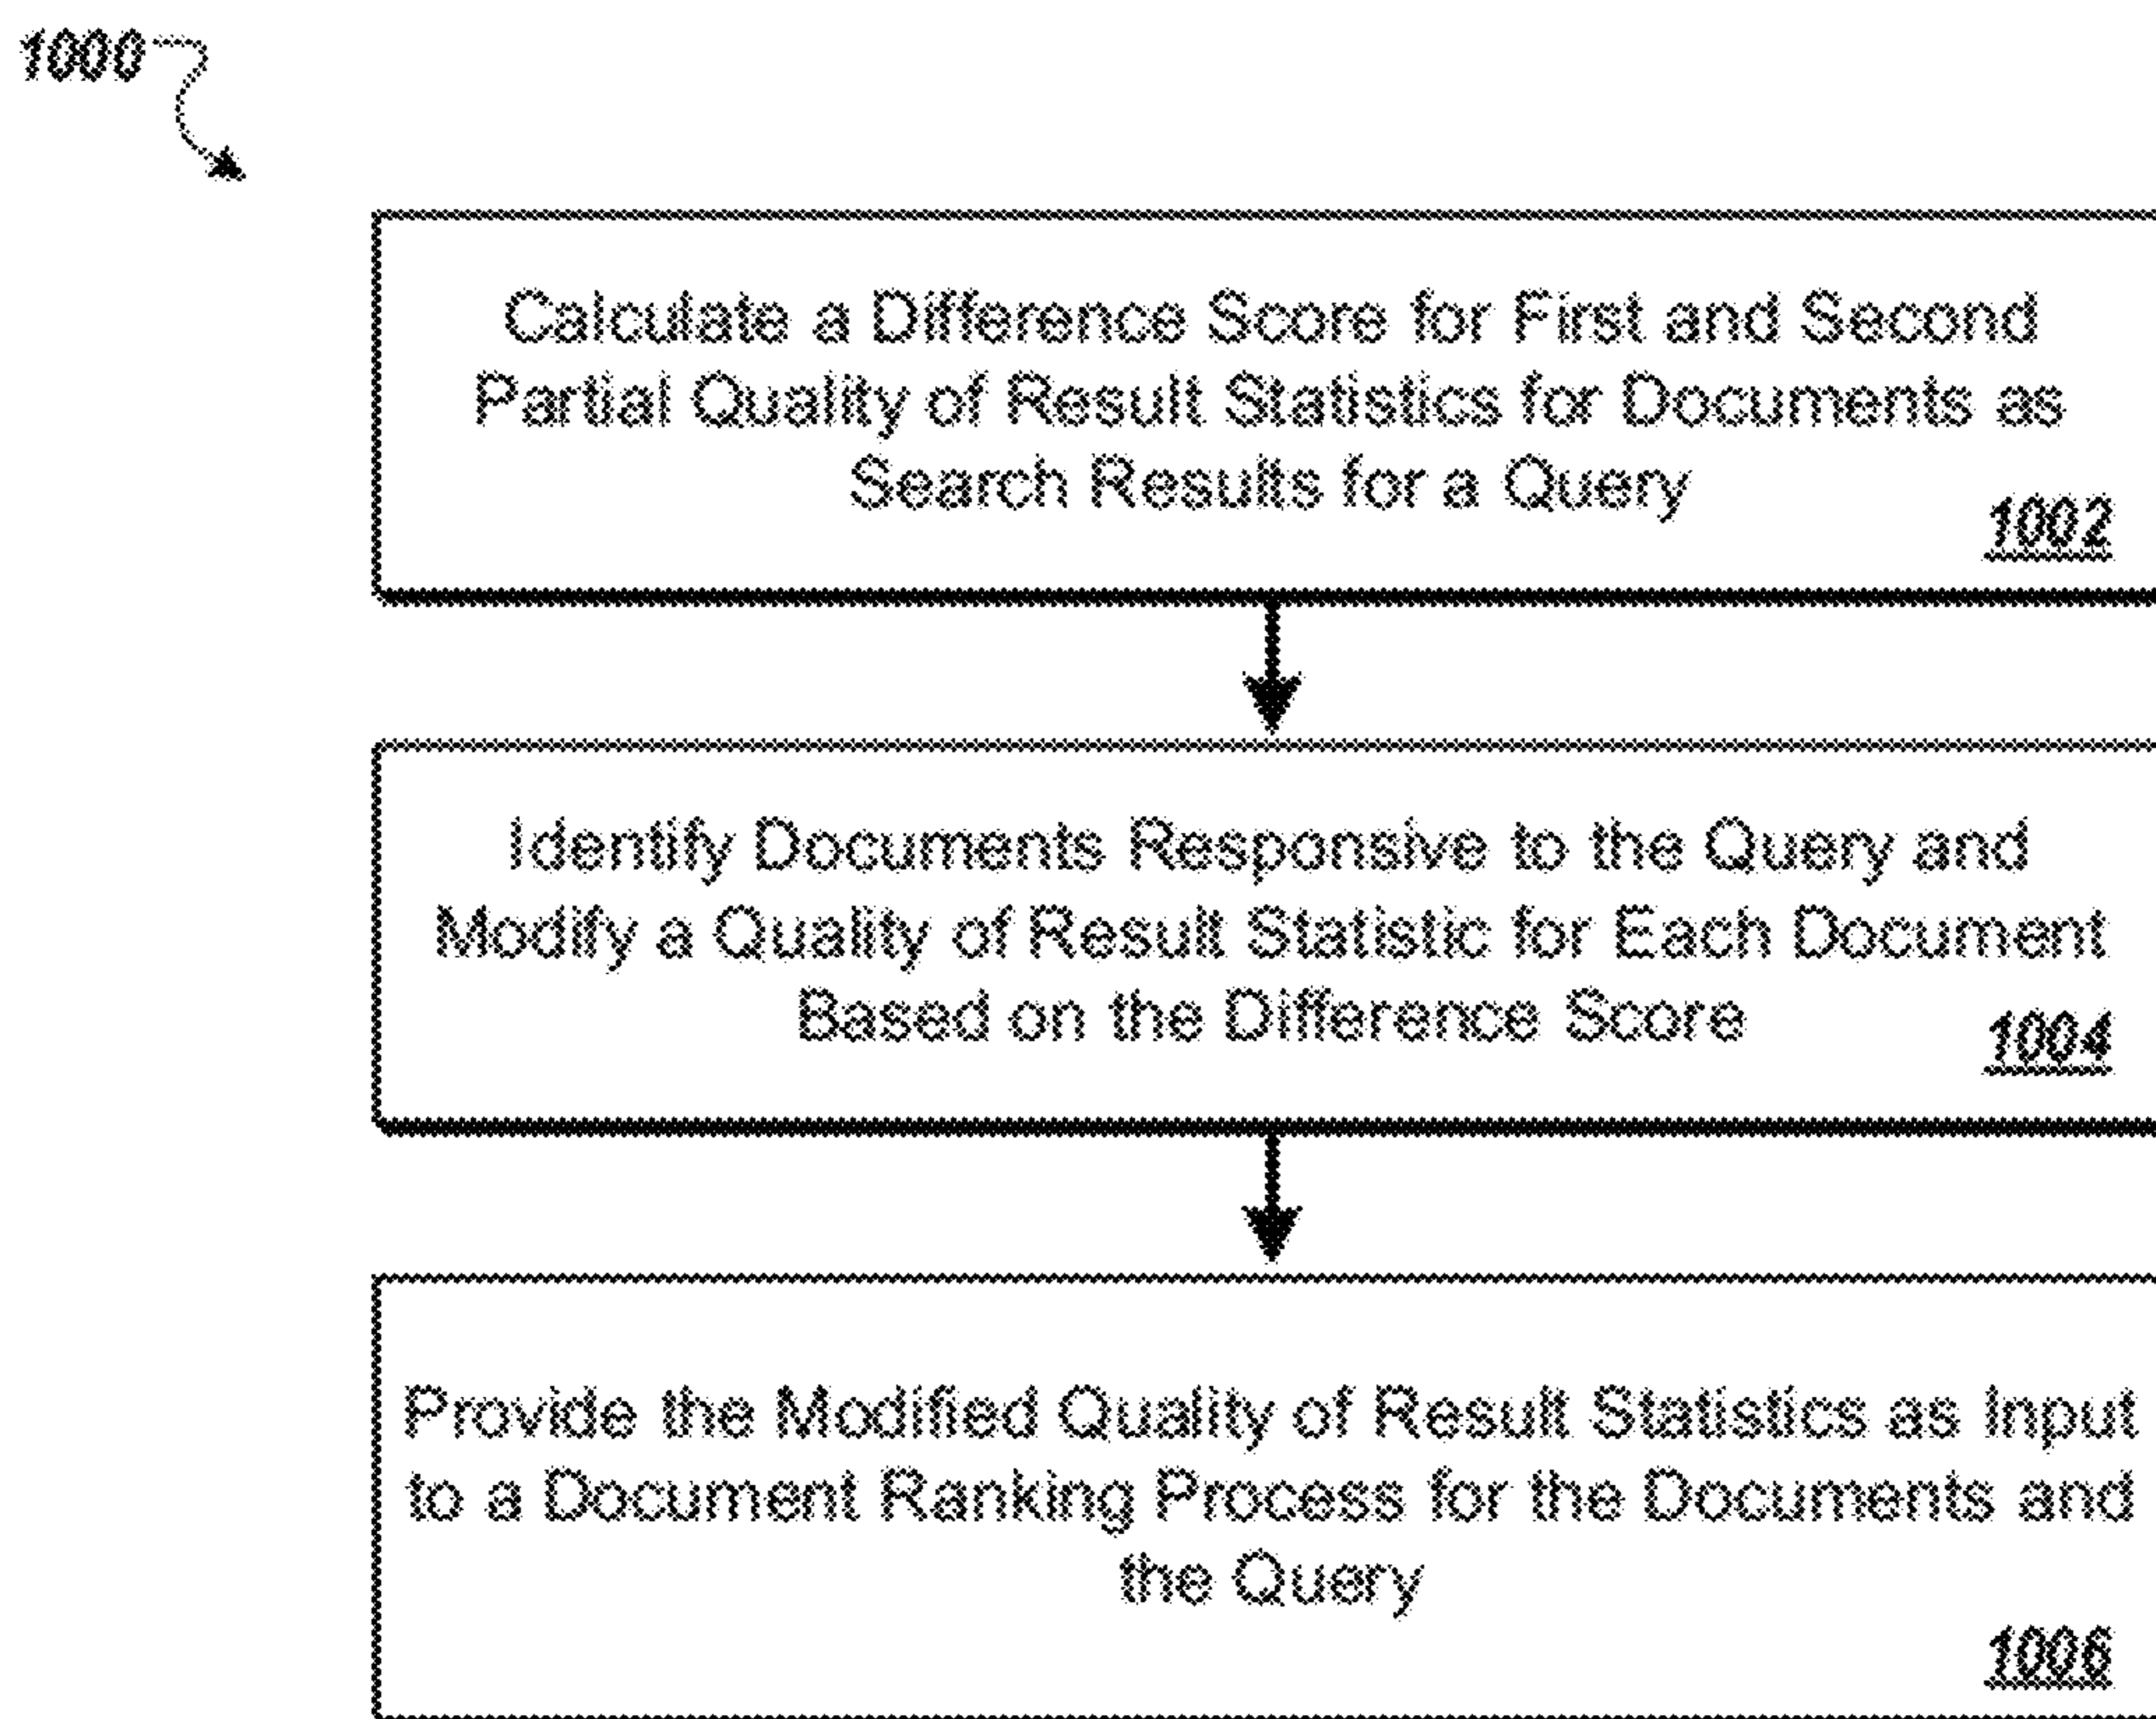 1000
Calculate a Difference Score for First and Second
Partial Quality of Result Statistics for Documents as
Search Results for a Query
1002
Identify Documents Responsive to the Query and
Modify a Quality of Result Statistic for Each Document
Based on the Difference Score
1004
Provide the Modified Quality of Result Statistics as Input
to a Document Ranking Process for the Documents and
the Query
1006